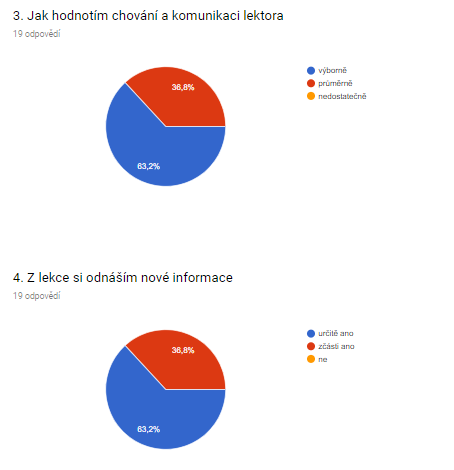 3. Jak hodnotím chování a komunikaci lektora
19 odpovědí
36,8%
63,2%
výborně
průměrně
nedostatečně
4. Z lekce si odnáším nové informace
19 odpovědí
36,8%
63,2%
určitě ano
zčásti ano
ne